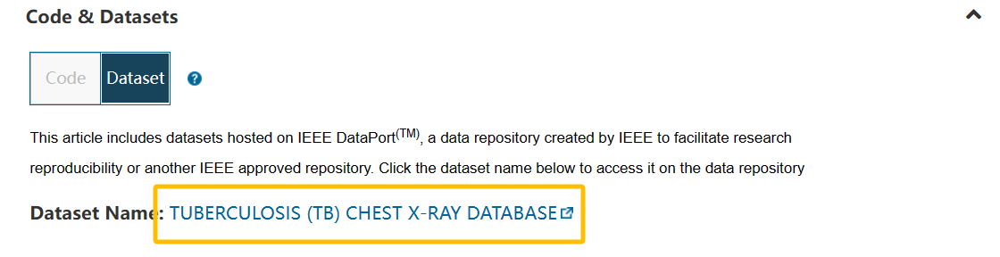 Code & Datasets
Code Dataset ?
This article includes datasets hosted on IEEE DataPort(TM), a data repository created by IEEE to facilitate research
reproducibility or another IEEE approved repository. Click the dataset name below to access it on the data repository
Dataset Name: TUBERCULOSIS (TB) CHEST X-RAY DATABASE